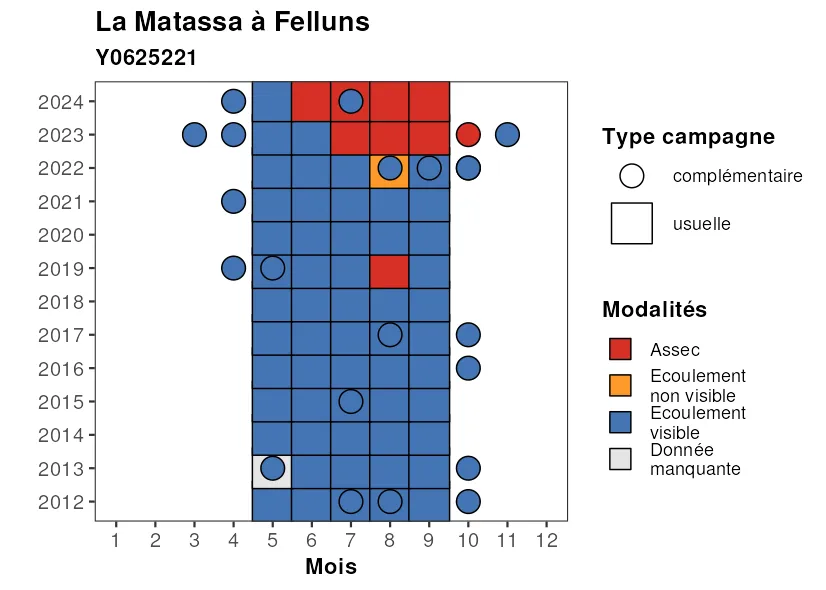 La Matassa à Felluns
Y0625221
2024
2023
2022
2021
2020
2019
2018
2017
2016
2015
2014
2013
2012
1 2 3 4 5 6 7 8 9 10 11 12
Mois
Type campagne
complémentaire
usuelle
Modalités
Assec
Ecoulement
non visible
Ecoulement
visible
Donnée
manquante